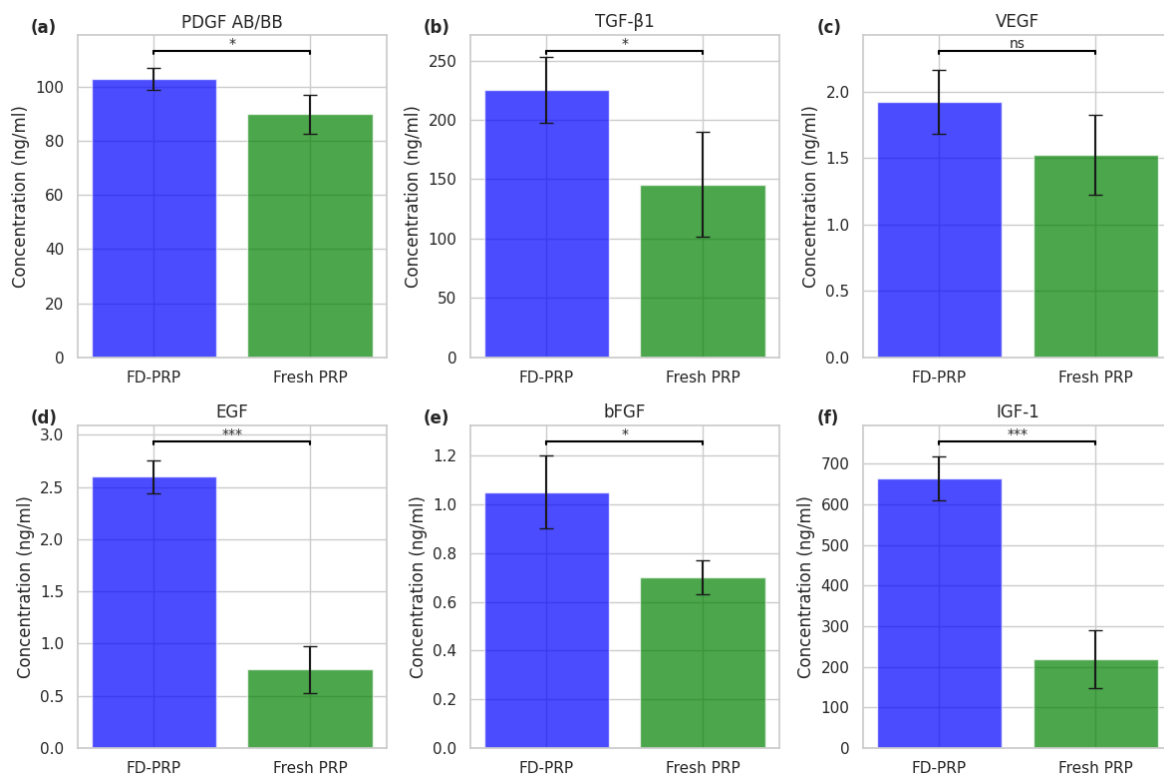 (a) PDGF AB/BB
*
Concentration (ng/ml)
100
80
60
40
20
0
FD-PRP Fresh PRP
(b) TGF-β1
*
Concentration (ng/ml)
250
200
150
100
50
0
FD-PRP Fresh PRP
(c) VEGF
ns
Concentration (ng/ml)
2.0
1.5
1.0
0.5
0.0
FD-PRP Fresh PRP
(d) EGF
***
Concentration (ng/ml)
3.0
2.5
2.0
1.5
1.0
0.5
0.0
FD-PRP Fresh PRP
(e) bFGF
*
Concentration (ng/ml)
1.2
1.0
0.8
0.6
0.4
0.2
0.0
FD-PRP Fresh PRP
(f) IGF-1
***
Concentration (ng/ml)
700
600
500
400
300
200
100
0
FD-PRP Fresh PRP